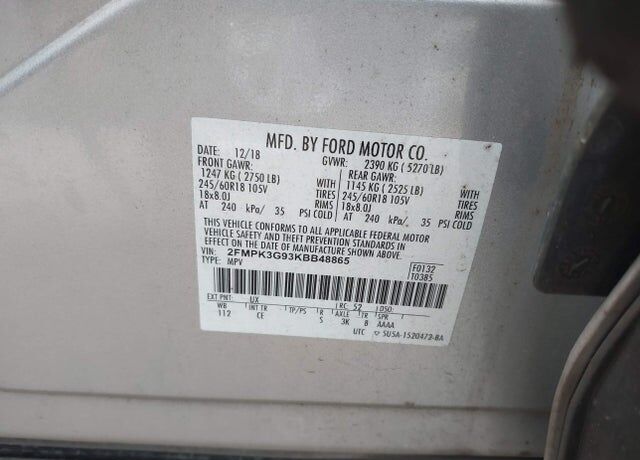 MFD. BY FORD MOTOR CO.
DATE: 12/18 GVWR: 2390 KG ( 5270LB)
FRONT GAWR: REAR GAWR:
1247 KG ( 2750 LB) WITH 1145 KG ( 2525 LB) WITH
245/60R18 105V TIRES 245/60R18 105V TIRES
18x8.0J RIMS 18x8.0J RIMS
AT 240 kPa/ 35 PSI COLD AT 240 kPa/ 35 PSI COLD
THIS VEHICLE CONFORMS TO ALL APPLICABLE FEDERAL MOTOR
VEHICLE SAFETY AND THEFT PREVENTION STANDARDS IN
EFFECT ON THE DATE OF MANUFACTURE SHOWN ABOVE.
VIN: 2FMPK3G93KBB48865 F0132
TYPE: MPV T0385
EXT PNT: UX RC: 52 DSO:
WB INT TR TP/PS R AXLE TR SPR
112 CE S 3K B AAAA
UTC 5U5A-1520472-BA